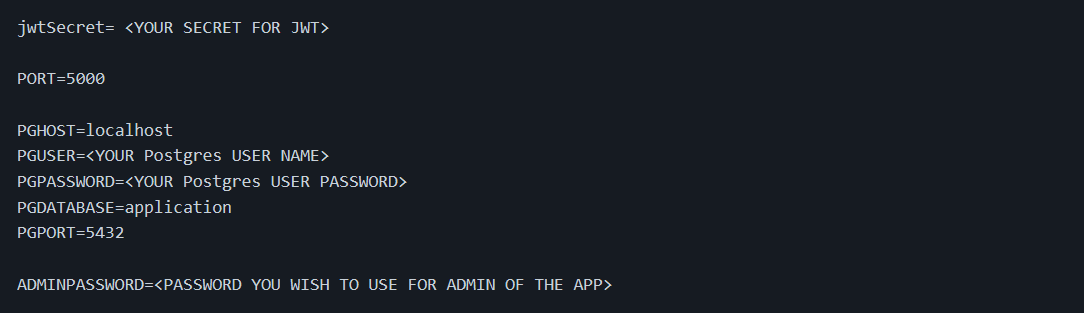 jwtSecret= <YOUR SECRET FOR JWT>
PORT=5000
PGHOST=localhost
PGUSER=<YOUR Postgres USER NAME>
PGPASSWORD=<YOUR Postgres USER PASSWORD>
PGDATABASE=application
PGPORT=5432
ADMINPASSWORD=<PASSWORD YOU WISH TO USE FOR ADMIN OF THE APP>